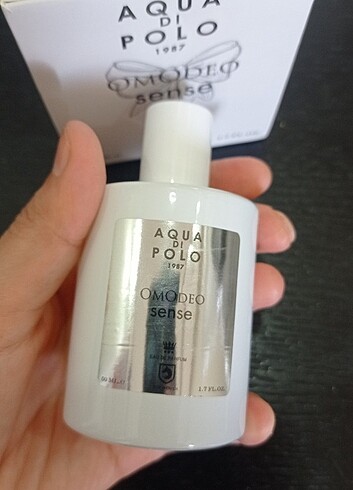 AQUA
DI
POLO
1987
OMODEO
sense
AQUA
DI
POLO
1987
OMODEO
sense
EAU DE PARFUM
50 ML.
1.7 FL.OZ.